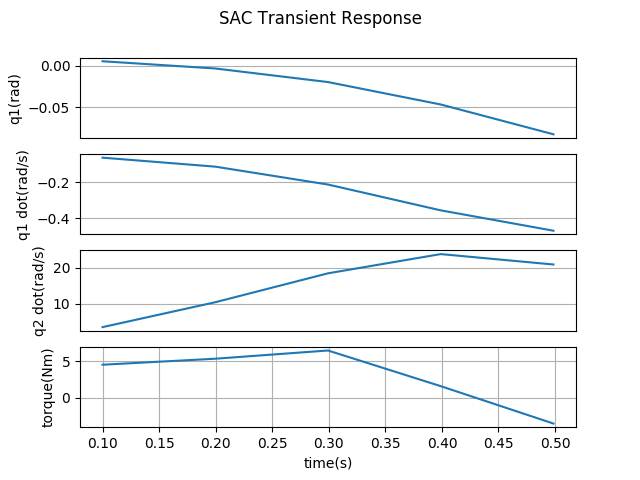 SAC Transient Response
q1(rad)
0.00
−0.05
q1 dot(rad/s)
−0.2
−0.4
q2 dot(rad/s)
20
10
torque(Nm)
5
0
0.10 0.15 0.20 0.25 0.30 0.35 0.40 0.45 0.50
time(s)